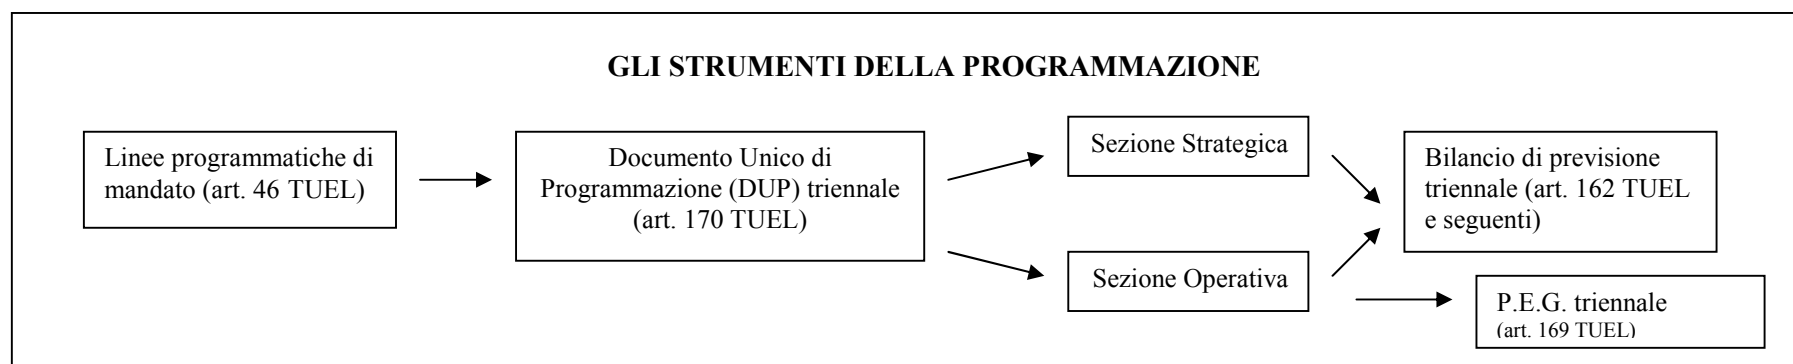 GLI STRUMENTI DELLA PROGRAMMAZIONE
Linee programmatiche di
mandato (art. 46 TUEL)
Documento Unico di
Programmazione (DUP) triennale
(art. 170 TUEL)
Sezione Strategica
Sezione Operativa
Bilancio di previsione
triennale (art. 162 TUEL
e seguenti)
P.E.G. triennale
(art. 169 TUEL)